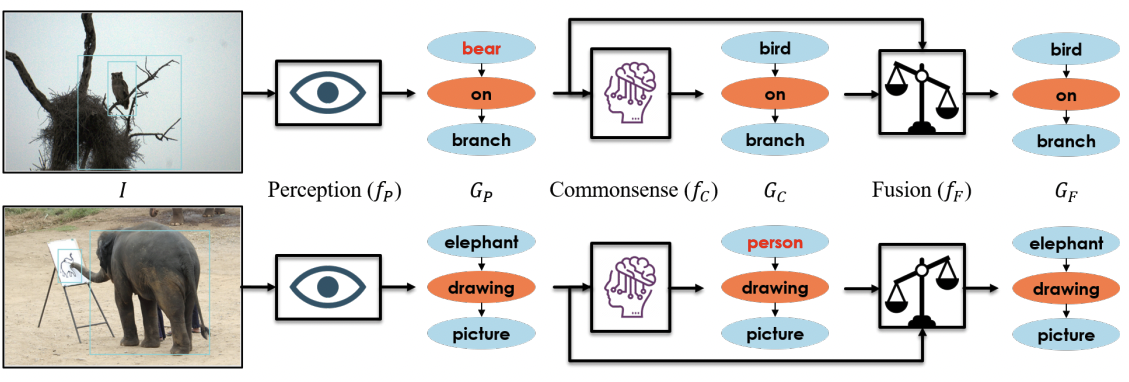 bear
on
branch
bird
on
branch
bird
on
branch
I
Perception (f_P)
G_P
Commonsense (f_C)
G_C
Fusion (f_F)
G_F
elephant
drawing
picture
person
drawing
picture
elephant
drawing
picture